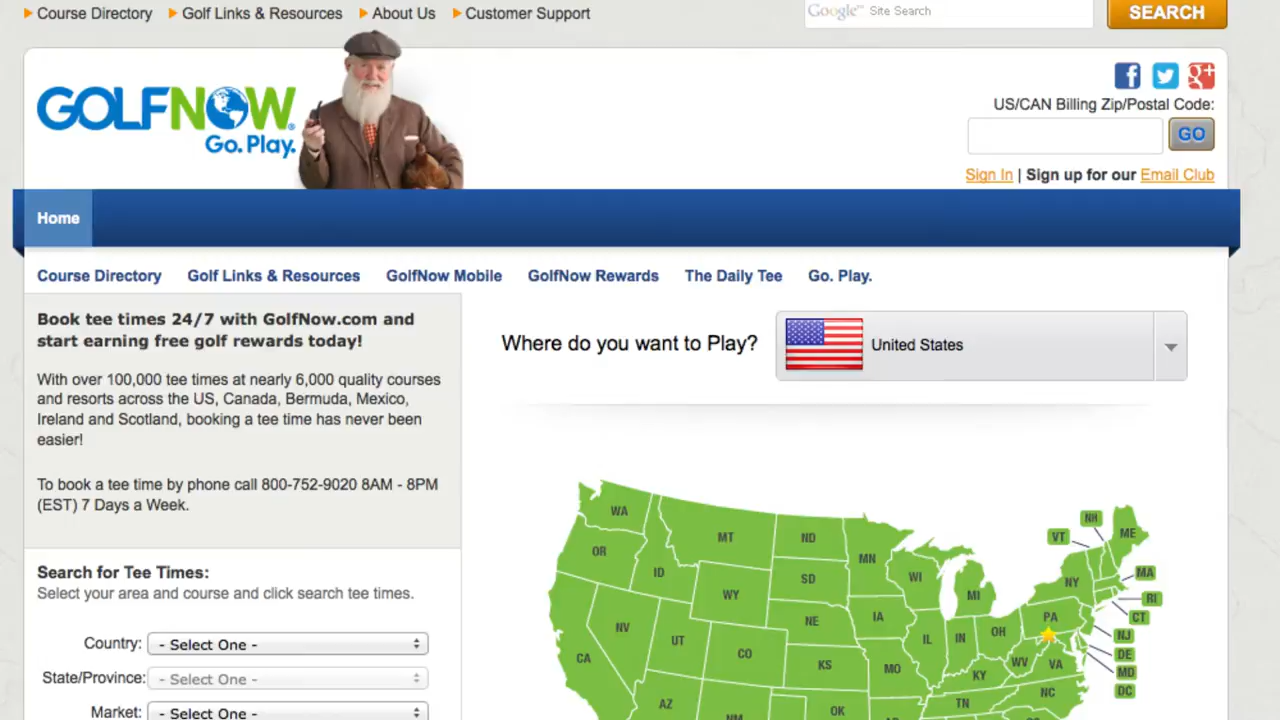 Course Directory
Golf Links & Resources
About Us
Customer Support
Google™ Site Search
SEARCH
GOLFNOW®
Go. Play.
US/CAN Billing Zip/Postal Code:
GO
Sign In | Sign up for our Email Club
Home
Course Directory
Golf Links & Resources
GolfNow Mobile
GolfNow Rewards
The Daily Tee
Go. Play.
Book tee times 24/7 with GolfNow.com and
start earning free golf rewards today!
With over 100,000 tee times at nearly 6,000 quality courses
and resorts across the US, Canada, Bermuda, Mexico,
Ireland and Scotland, booking a tee time has never been
easier!
To book a tee time by phone call 800-752-9020 8AM - 8PM
(EST) 7 Days a Week.
Search for Tee Times:
Select your area and course and click search tee times.
Country: - Select One -
State/Province: - Select One -
Market: - Select One -
Where do you want to Play?
United States
WA
MT
ND
MN
NH
VT
ME
OR
ID
SD
WI
MI
NY
MA
RI
WY
NE
IA
PA
CT
NV
UT
CO
IL
IN
OH
NJ
CA
KS
MO
WV
VA
DE
KY
MD
DC
AZ
NM
OK
TN
NC